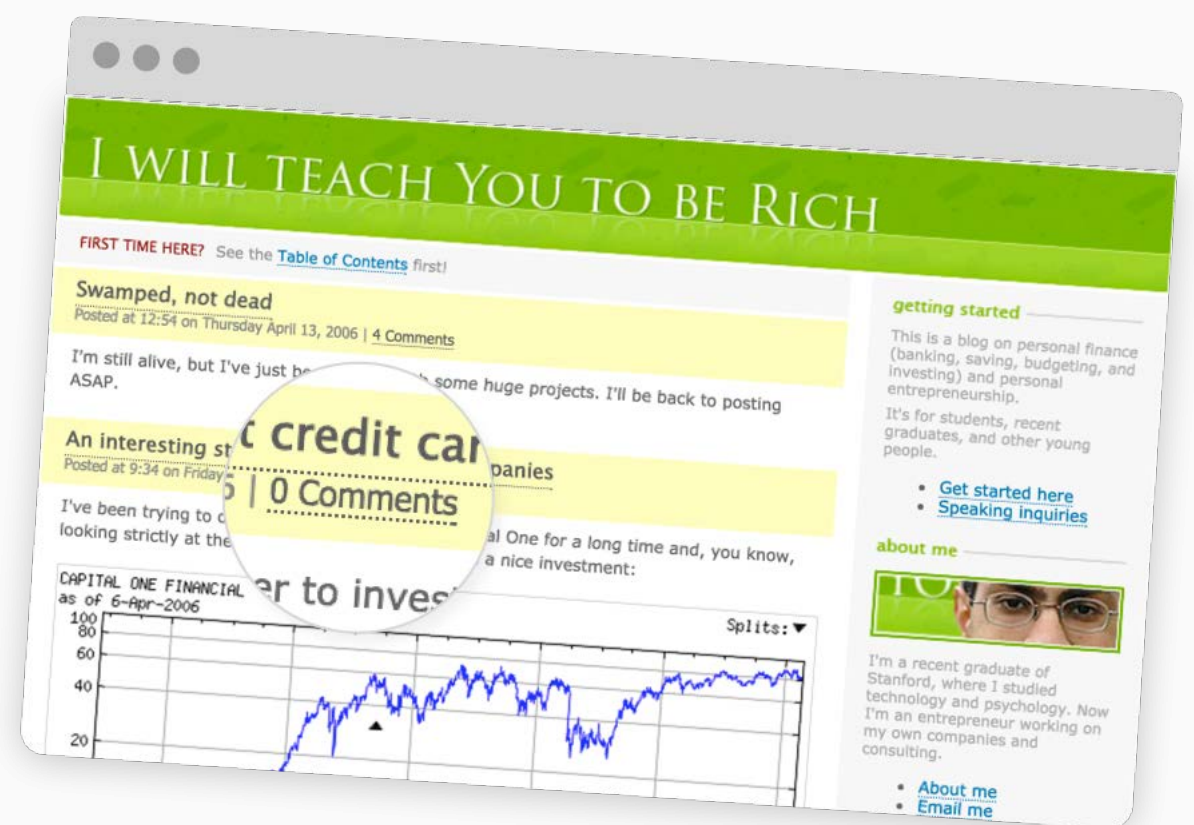 I WILL TEACH YOU TO BE RICH
FIRST TIME HERE? See the Table of Contents first!
Swamped, not dead
Posted at 12:54 on Thursday April 13, 2006 | 4 Comments
I'm still alive, but I've just some huge projects. I'll be back to posting
ASAP.
An interesting
Posted at 9:34 on Friday
t credit car
panies
| 0 Comments
I've been trying to
al One for a long time and, you know,
looking strictly at the
a nice investment:
er to inves
CAPITAL ONE FINANCIAL
as of 6-Apr-2006
Splits:
100
80
60
40
20
getting started
This is a blog on personal finance
(banking, saving, budgeting, and
investing) and personal
entrepreneurship.
It's for students, recent
graduates, and other young
people.
Get started here
Speaking inquiries
about me
I'm a recent graduate of
Stanford, where I studied
technology and psychology. Now
I'm an entrepreneur working on
my own companies and
consulting.
About me
Email me